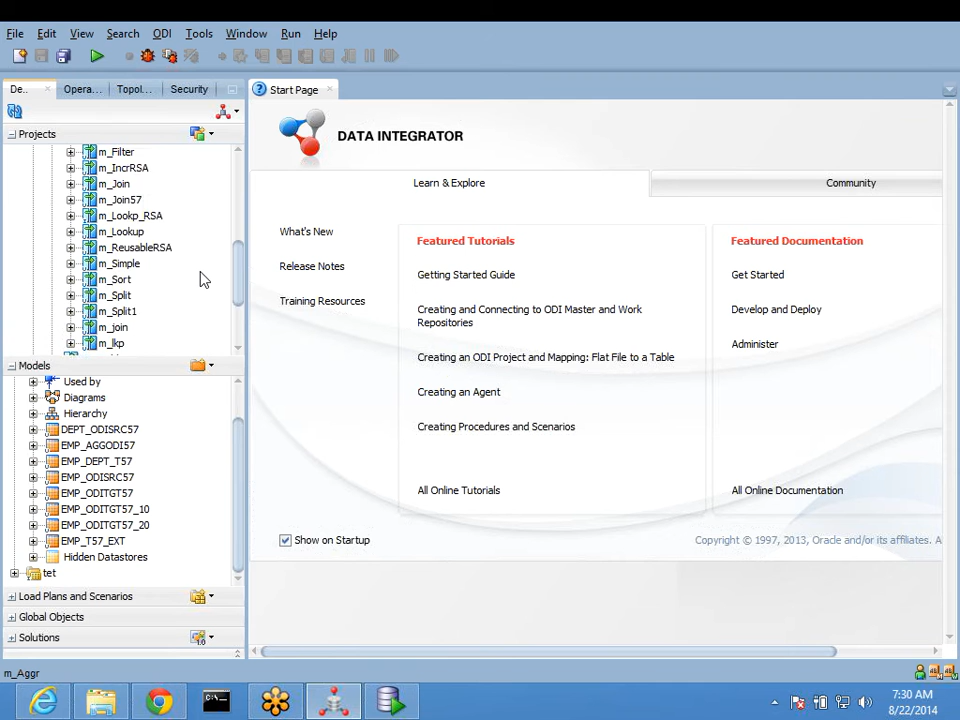 File Edit View Search ODI Tools Window Run Help
De.. Opera... Topol... Security
Start Page
Projects
m_Filter
m_IncrRSA
m_Join
m_Join57
m_Lookp_RSA
m_Lookup
m_ReusableRSA
m_Simple
m_Sort
m_Split
m_Split1
m_join
m_lkp
Models
Used by
Diagrams
Hierarchy
DEPT_ODISRC57
EMP_AGGODI57
EMP_DEPT_T57
EMP_ODISRC57
EMP_ODITGT57
EMP_ODITGT57_10
EMP_ODITGT57_20
EMP_T57_EXT
Hidden Datastores
tet
Load Plans and Scenarios
Global Objects
Solutions
1.0
m_Aggr
DATA INTEGRATOR
Learn & Explore
Community
What's New
Release Notes
Training Resources
Featured Tutorials
Getting Started Guide
Creating and Connecting to ODI Master and Work
Repositories
Creating an ODI Project and Mapping: Flat File to a Table
Creating an Agent
Creating Procedures and Scenarios
All Online Tutorials
Featured Documentation
Get Started
Develop and Deploy
Administer
All Online Documentation
Show on Startup
Copyright © 1997, 2013, Oracle and/or its affiliates. A
7:30 AM
8/22/2014